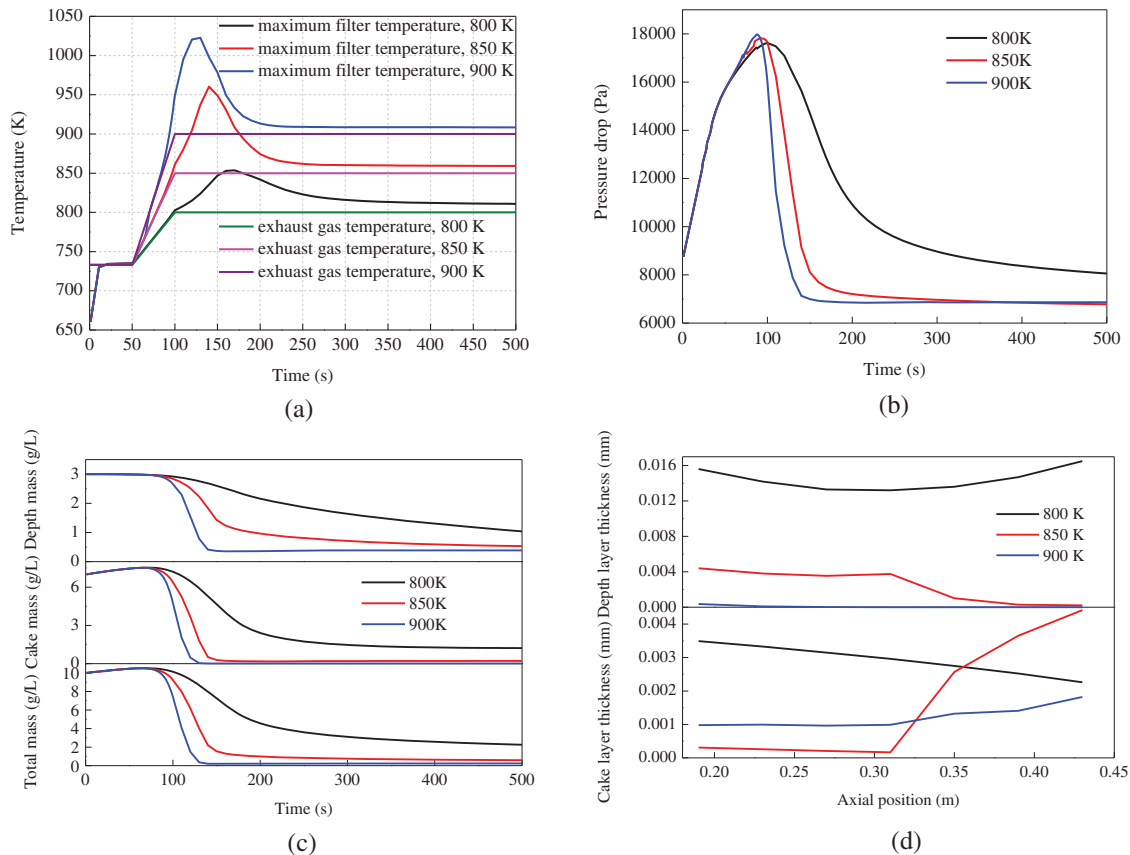 1050
1000
950
900
850
800
750
700
650
Temperature (K)
maximum filter temperature, 800 K
maximum filter temperature, 850 K
maximum filter temperature, 900 K
exhaust gas temperature, 800 K
exhaust gas temperature, 850 K
exhuast gas temperature, 900 K
0 50 100 150 200 250 300 350 400 450 500
Time (s)
(a)
18000
16000
14000
12000
10000
8000
6000
Pressure drop (Pa)
800K
850K
900K
0 100 200 300 400 500
Time (s)
(b)
Total mass (g/L) Cake mass (g/L) Depth mass (g/L)
3
2
1
0
6
3
0
10
8
6
4
2
0
800K
850K
900K
0 100 200 300 400 500
Time (s)
(c)
Cake layer thickness (mm) Depth layer thickness (mm)
0.016
0.012
0.008
0.004
0.000
0.004
0.003
0.002
0.001
0.000
800 K
850 K
900 K
0.20 0.25 0.30 0.35 0.40 0.45
Axial position (m)
(d)